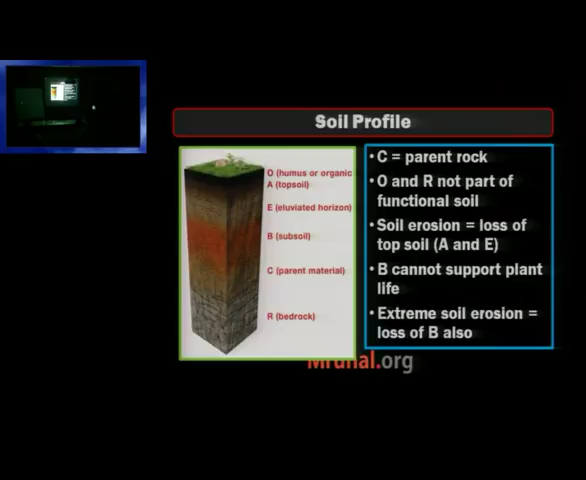 Soil Profile
O (humus or organic
A (topsoil)
E (eluviated horizon)
B (subsoil)
C (parent material)
R (bedrock)
• C = parent rock
• O and R not part of
functional soil
• Soil erosion = loss of
top soil (A and E)
• B cannot support plant
life
• Extreme soil erosion =
loss of B also
Mrunal.org